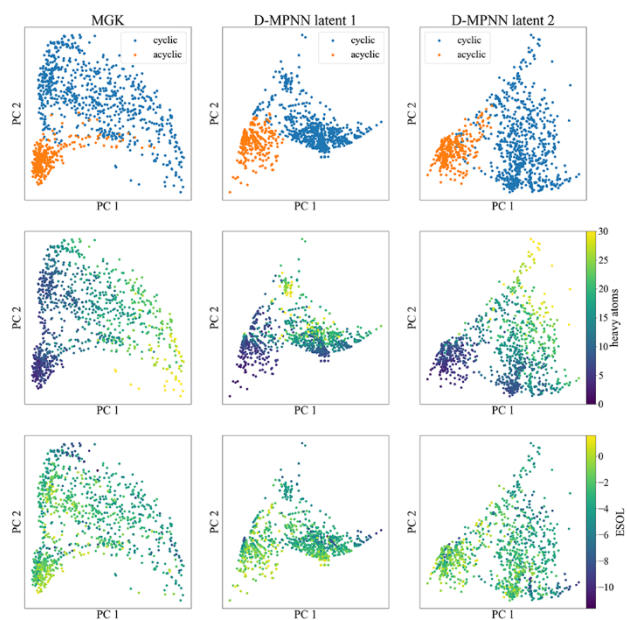 MGK
D-MPNN latent 1
D-MPNN latent 2
cyclic
acyclic
cyclic
acyclic
cyclic
acyclic
PC 2
PC 2
PC 2
PC 1
PC 1
PC 1
30
25
20
15
10
5
0
heavy atoms
PC 2
PC 2
PC 2
PC 1
PC 1
PC 1
0
−2
−4
−6
−8
−10
ESOL
PC 2
PC 2
PC 2
PC 1
PC 1
PC 1